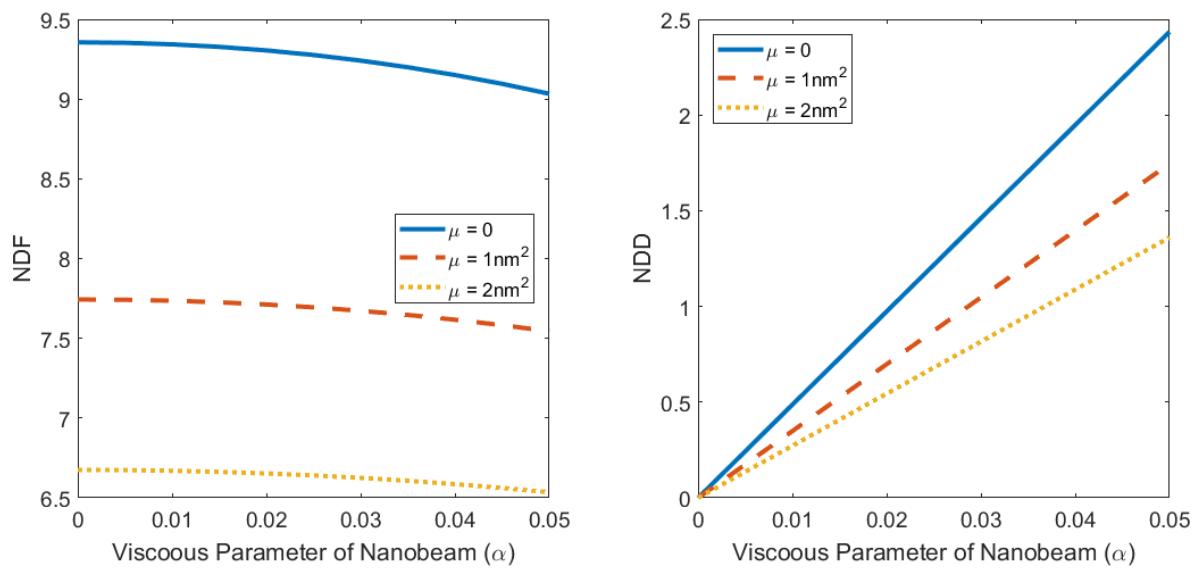 9.5
9
8.5
8
7.5
7
6.5
NDF
μ = 0
μ = 1nm²
μ = 2nm²
0 0.01 0.02 0.03 0.04 0.05
Viscoous Parameter of Nanobeam (α)
2.5
2
1.5
1
0.5
0
NDD
μ = 0
μ = 1nm²
μ = 2nm²
0 0.01 0.02 0.03 0.04 0.05
Viscoous Parameter of Nanobeam (α)